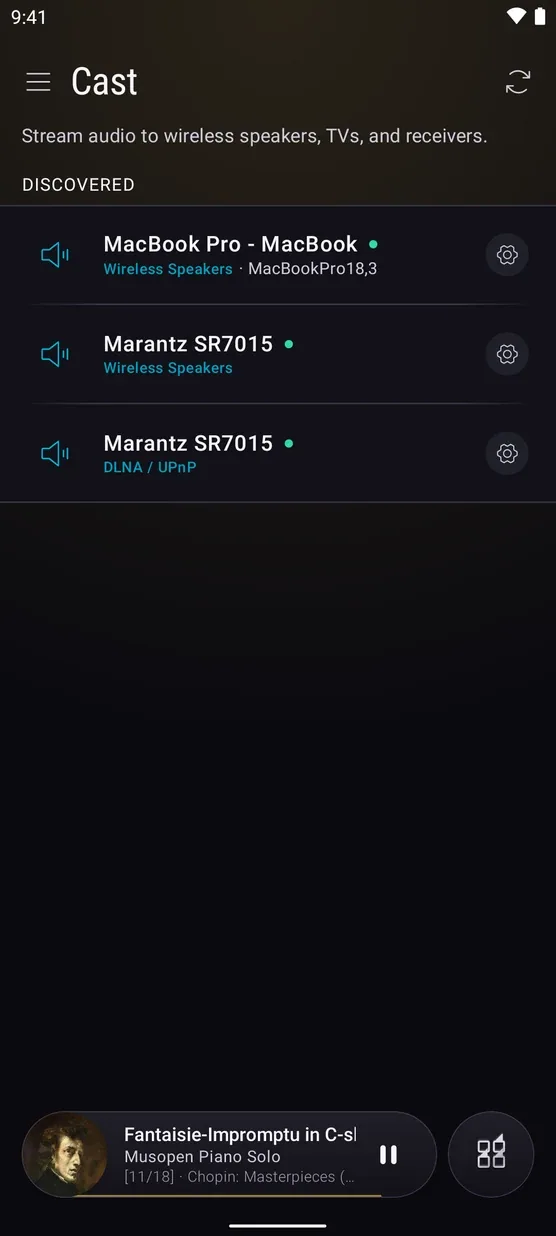 9:41
Cast
Stream audio to wireless speakers, TVs, and receivers.
DISCOVERED
MacBook Pro - MacBook
Wireless Speakers · MacBookPro18,3
Marantz SR7015
Wireless Speakers
Marantz SR7015
DLNA / UPnP
Fantaisie-Impromptu in C-sl
Musopen Piano Solo
[11/18] · Chopin: Masterpieces (…